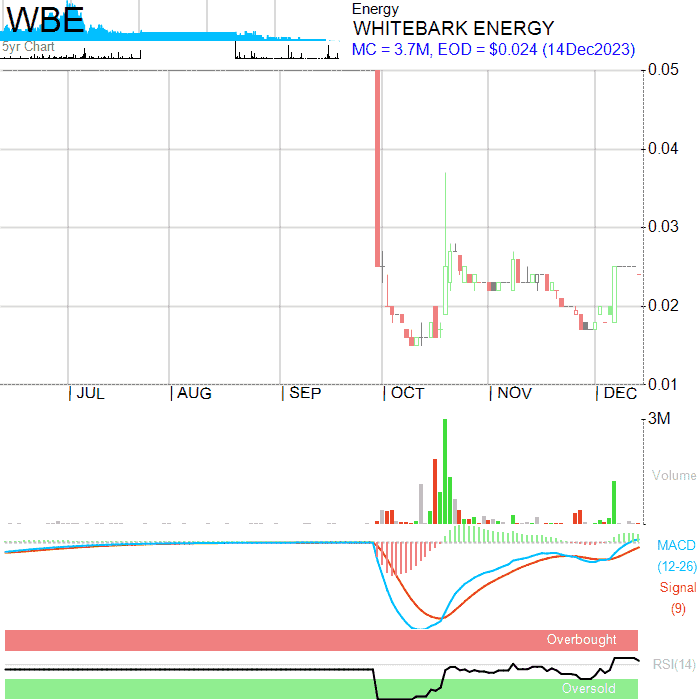 WBE
5yr Chart
Energy
WHITEBARK ENERGY
MC = 3.7M, EOD = $0.024 (14Dec2023)
0.05
0.04
0.03
0.02
0.01
JUL AUG SEP OCT NOV DEC
3M
Volume
MACD
(12-26)
Signal
(9)
Overbought
RSI(14)
Oversold